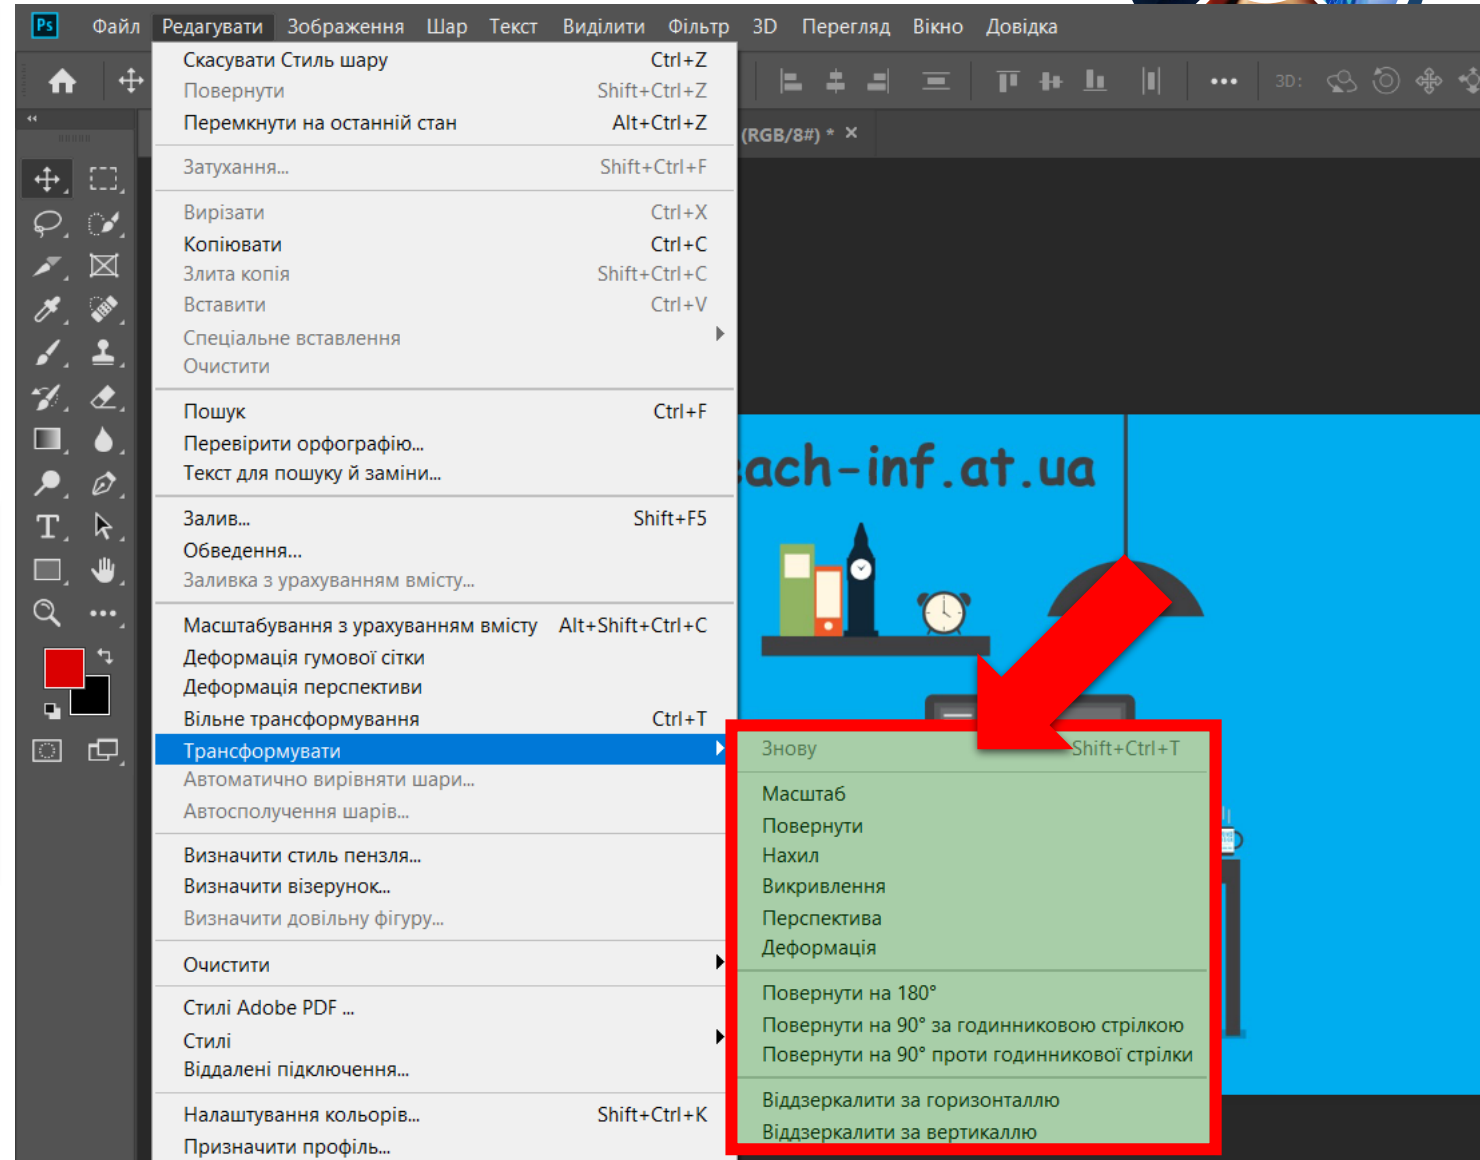 Ps Файл Редагувати Зображення Шар Текст Виділити Фільтр 3D Перегляд Вікно Довідка
3D:
(RGB/8#) * ×
Скасувати Стиль шару Ctrl+Z
Повернути Shift+Ctrl+Z
Перемкнути на останній стан Alt+Ctrl+Z
Затухання... Shift+Ctrl+F
Вирізати Ctrl+X
Копіювати Ctrl+C
Злита копія Shift+Ctrl+C
Вставити Ctrl+V
Спеціальне вставлення
Очистити
Пошук Ctrl+F
Перевірити орфографію...
Текст для пошуку й заміни...
Залив... Shift+F5
Обведення...
Заливка з урахуванням вмісту...
Масштабування з урахуванням вмісту Alt+Shift+Ctrl+C
Деформація гумової сітки
Деформація перспективи
Вільне трансформування Ctrl+T
Трансформувати
Автоматично вирівняти шари...
Автосполучення шарів...
Визначити стиль пензля...
Визначити візерунок...
Визначити довільну фігуру...
Очистити
Стилі Adobe PDF ...
Стилі
Віддалені підключення...
Налаштування кольорів... Shift+Ctrl+K
Призначити профіль...
ach-inf.at.ua
Знову Shift+Ctrl+T
Масштаб
Повернути
Нахил
Викривлення
Перспектива
Деформація
Повернути на 180°
Повернути на 90° за годинниковою стрілкою
Повернути на 90° проти годинникової стрілки
Віддзеркалити за горизонталлю
Віддзеркалити за вертикаллю